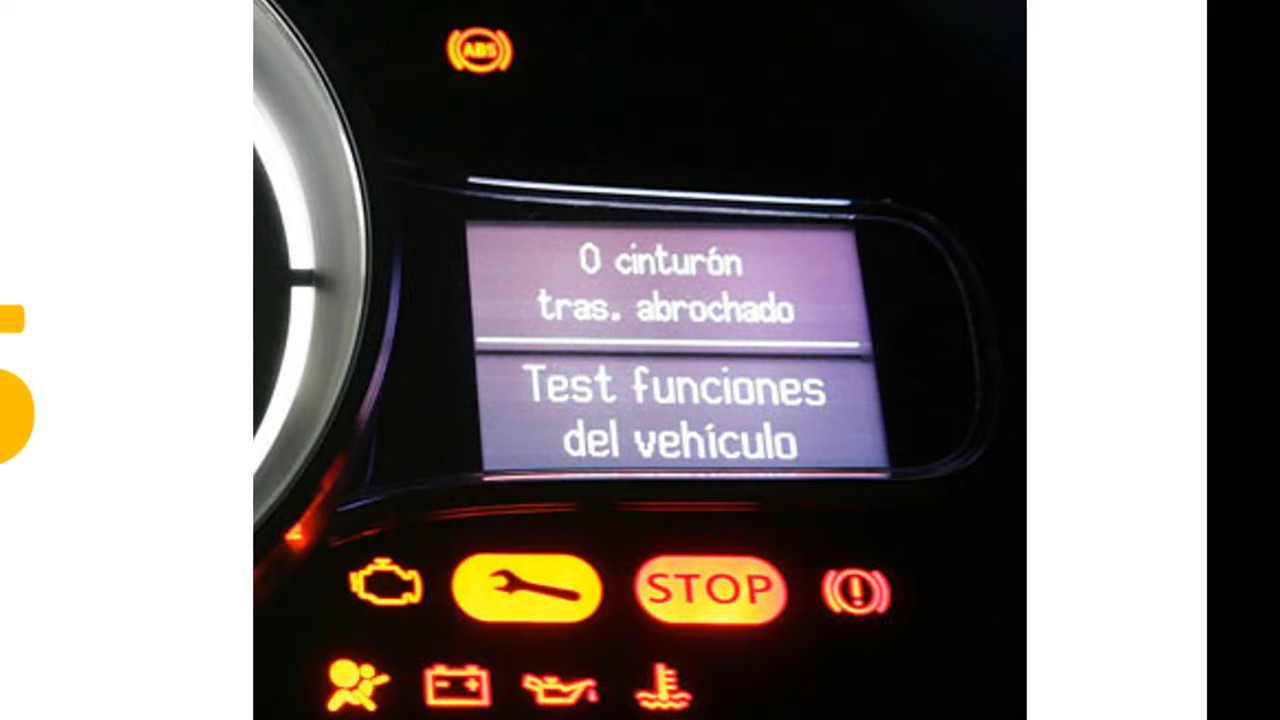 ABS
0 cinturón
tras. abrochado
Test funciones
del vehículo
STOP